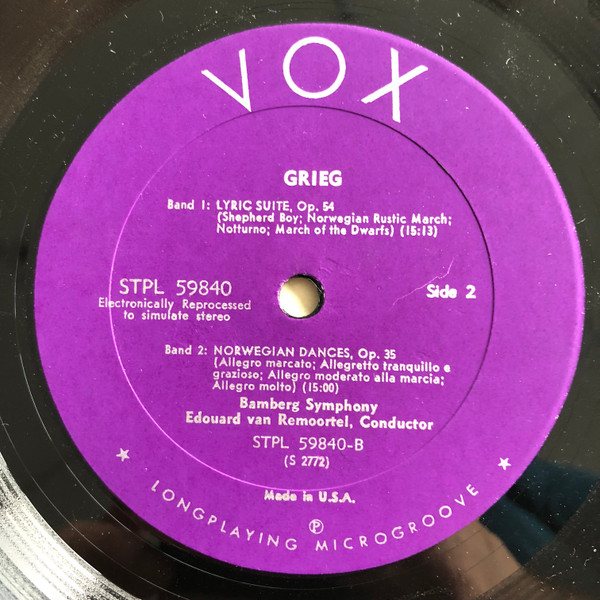 VOX
GRIEG
Band 1: LYRIC SUITE, Op. 54
(Shepherd Boy; Norwegian Rustic March;
Notturno; March of the Dwarfs) (15:13)
STPL 59840
Electronically Reprocessed
to simulate stereo
Side 2
Band 2: NORWEGIAN DANCES, Op. 35
(Allegro marcato; Allegretto tranquillo e
grazioso; Allegro moderato alla marcia;
Allegro molto) (15:00)
Bamberg Symphony
Edouard van Remoortel, Conductor
STPL 59840-B
(S 2772)
Made in U.S.A.
℗
★ LONGPLAYING MICROGROOVE ★